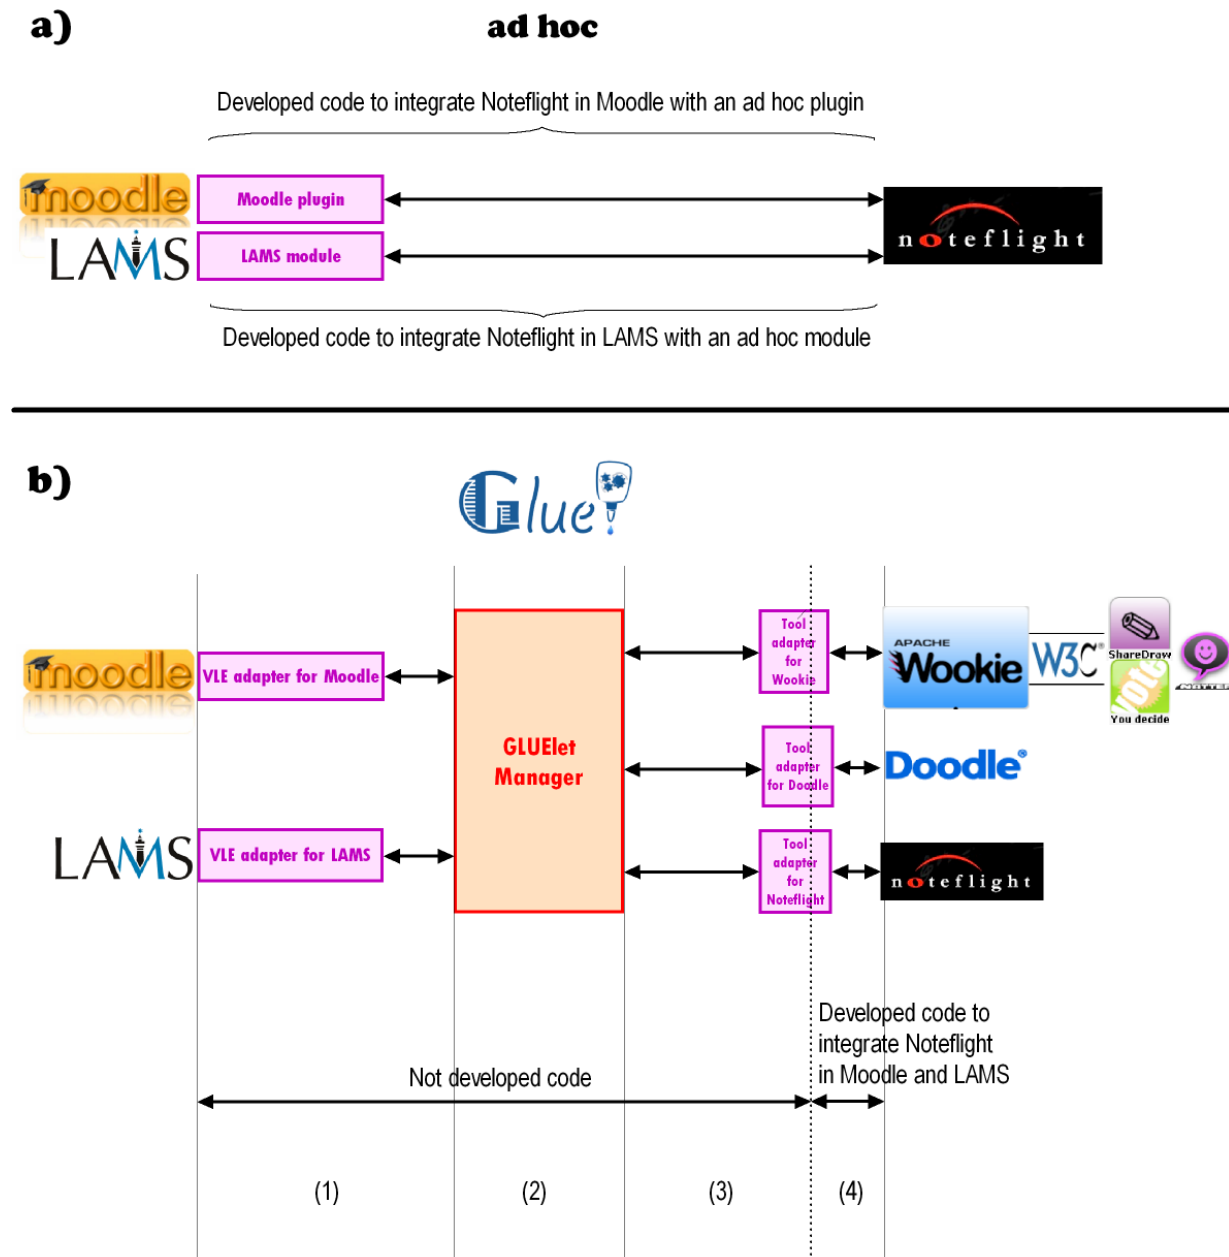 a)
ad hoc
Developed code to integrate Noteflight in Moodle with an ad hoc plugin
moodle
Moodle plugin
noteflight
LAMS
LAMS module
Developed code to integrate Noteflight in LAMS with an ad hoc module
b)
Glue!
moodle
VLE adapter for Moodle
GLUElet
Manager
Tool
adapter
for
Wookie
APACHE
Wookie
W3C®
ShareDraw
VOTE
You decide
Tool
adapter
for Doodle
Doodle®
LAMS
VLE adapter for LAMS
Tool
adapter
for
Noteflight
noteflight
Developed code to
integrate Noteflight
in Moodle and LAMS
Not developed code
(1)
(2)
(3)
(4)